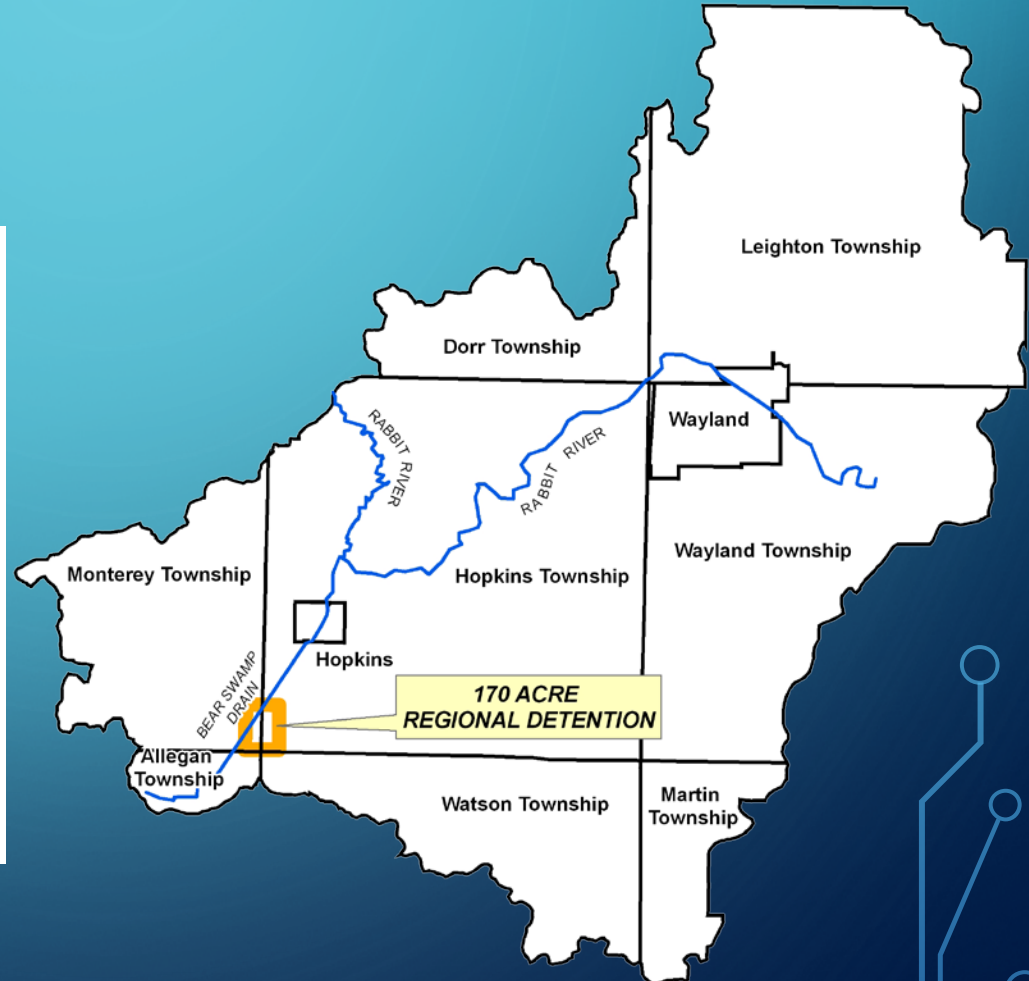 Leighton Township
Dorr Township
Wayland
RABBIT RIVER
RABBIT RIVER
Wayland Township
Monterey Township
Hopkins Township
Hopkins
BEAR SWAMP
DRAIN
170 ACRE
REGIONAL DETENTION
Allegan
Township
Watson Township
Martin
Township